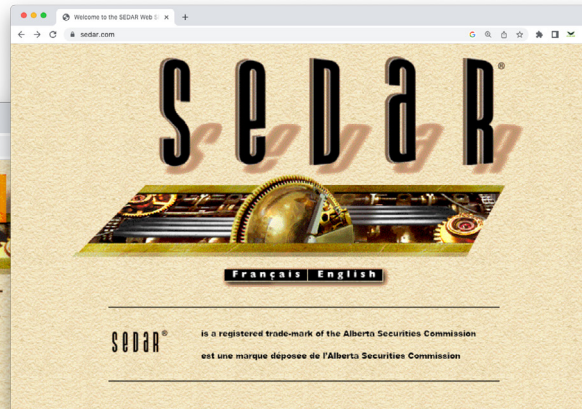 Welcome to the SEDAR Web S
sedar.com
SeDaR®
SeDaR
Français English
SeDaR®
is a registered trade-mark of the Alberta Securities Commission
est une marque déposée de l'Alberta Securities Commission